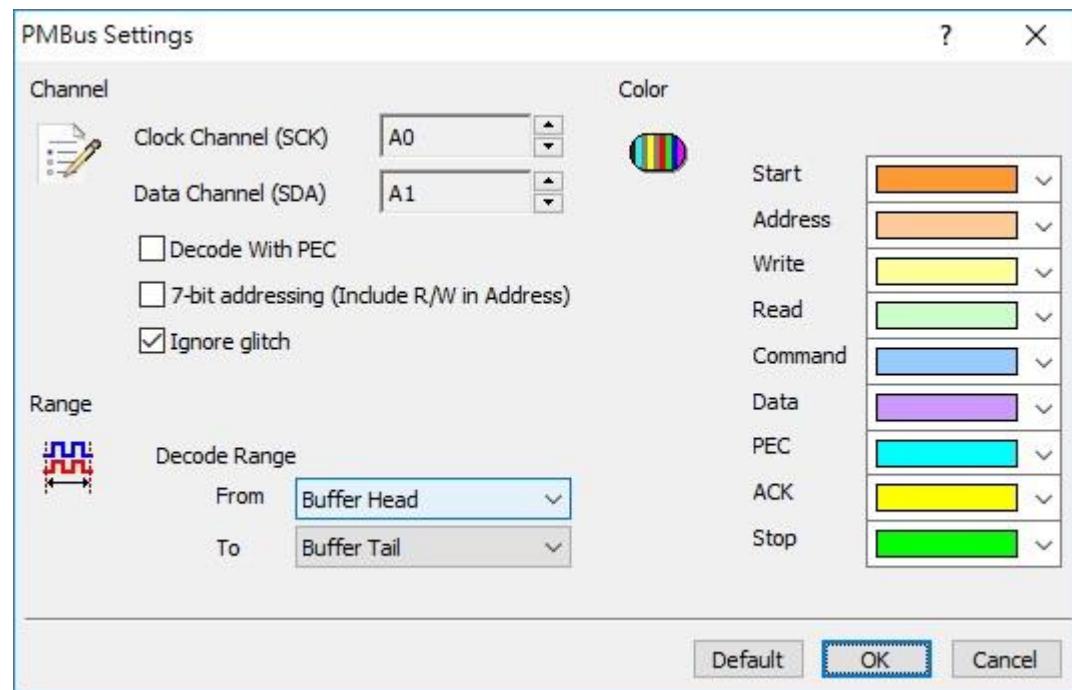 PMBus Settings
?
Channel
Clock Channel (SCK)
A0
Data Channel (SDA)
A1
Decode With PEC
7-bit addressing (Include R/W in Address)
Ignore glitch
Range
Decode Range
From
Buffer Head
To
Buffer Tail
Color
Start
Address
Write
Read
Command
Data
PEC
ACK
Stop
Default
OK
Cancel